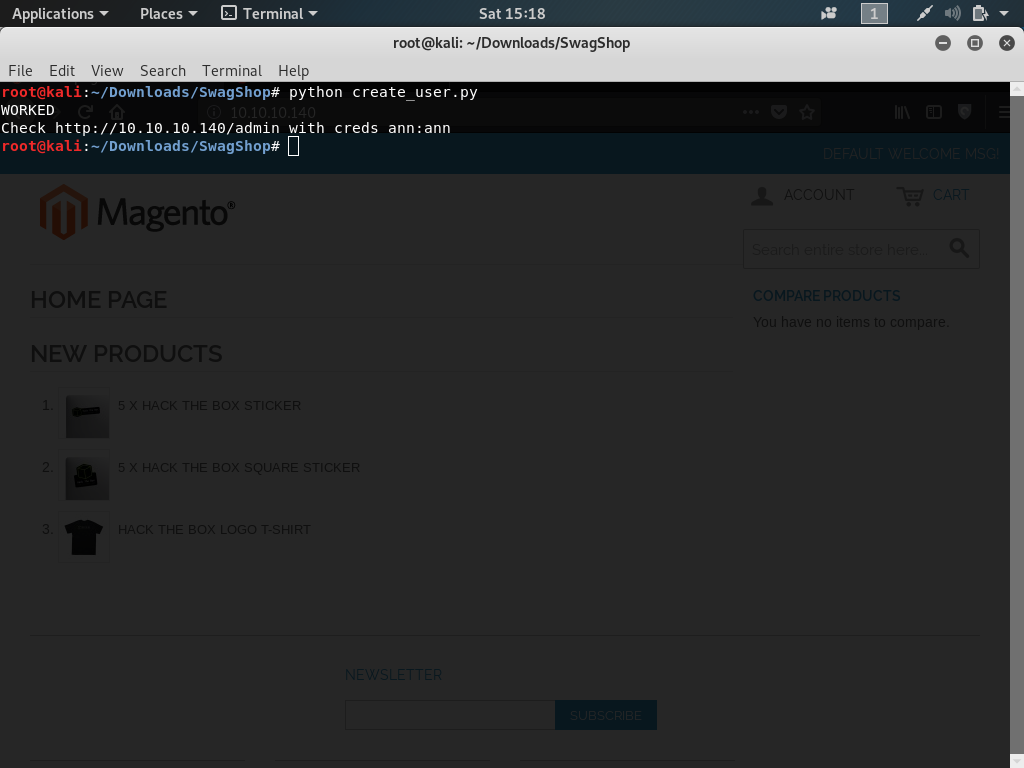 Applications Places Terminal Sat 15:18 1
root@kali: ~/Downloads/SwagShop
File Edit View Search Terminal Help
root@kali:~/Downloads/SwagShop# python create_user.py
WORKED
10.10.10.140
Check http://10.10.10.140/admin with creds ann:ann
root@kali:~/Downloads/SwagShop#
DEFAULT WELCOME MSG!
Magento®
ACCOUNT CART
Search entire store here...
HOME PAGE
COMPARE PRODUCTS
You have no items to compare.
NEW PRODUCTS
1. 5 X HACK THE BOX STICKER
2. 5 X HACK THE BOX SQUARE STICKER
3. HACK THE BOX LOGO T-SHIRT
NEWSLETTER
SUBSCRIBE